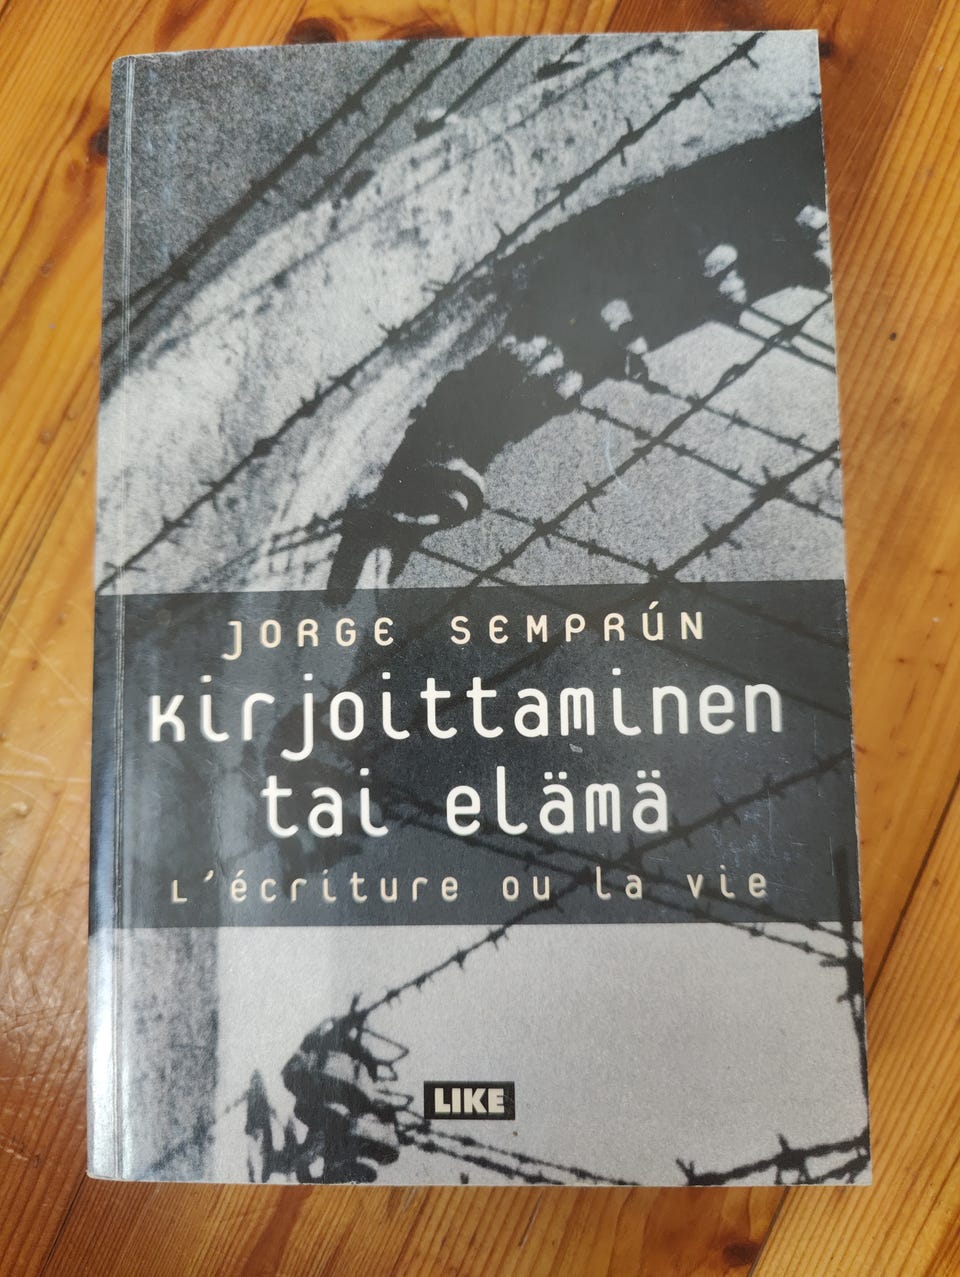 JORGE SEMPRÚN
kirjoittaminen
tai elämä
L'écriture ou la vie
LIKE